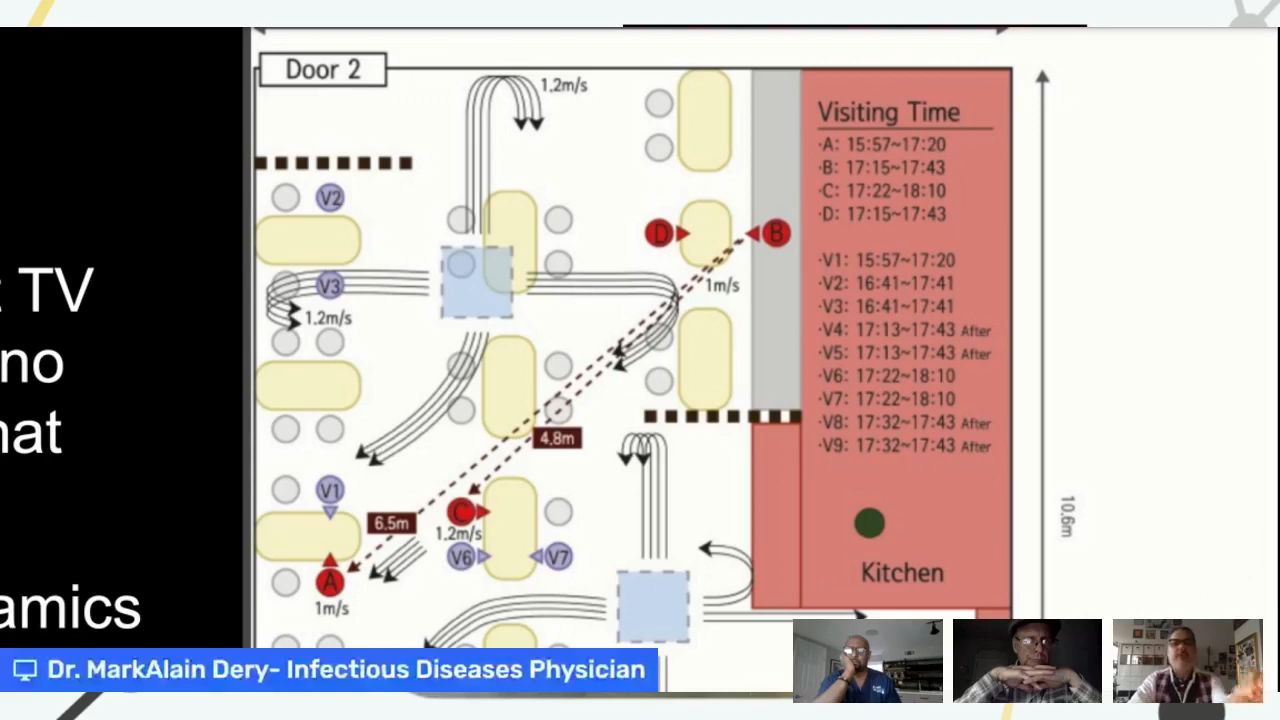 Door 2
1.2m/s
Visiting Time
·A: 15:57~17:20
·B: 17:15~17:43
·C: 17:22~18:10
·D: 17:15~17:43
·V1: 15:57~17:20
·V2: 16:41~17:41
·V3: 16:41~17:41
·V4: 17:13~17:43 After
·V5: 17:13~17:43 After
·V6: 17:22~18:10
·V7: 17:22~18:10
·V8: 17:32~17:43 After
·V9: 17:32~17:43 After
V2
D
B
V3
1m/s
1.2m/s
TV
no
4.8m
V1
6.5m
C
1.2m/s
V6
V7
10.6m
A
1m/s
Kitchen
amics
Dr. MarkAlain Dery- Infectious Diseases Physician